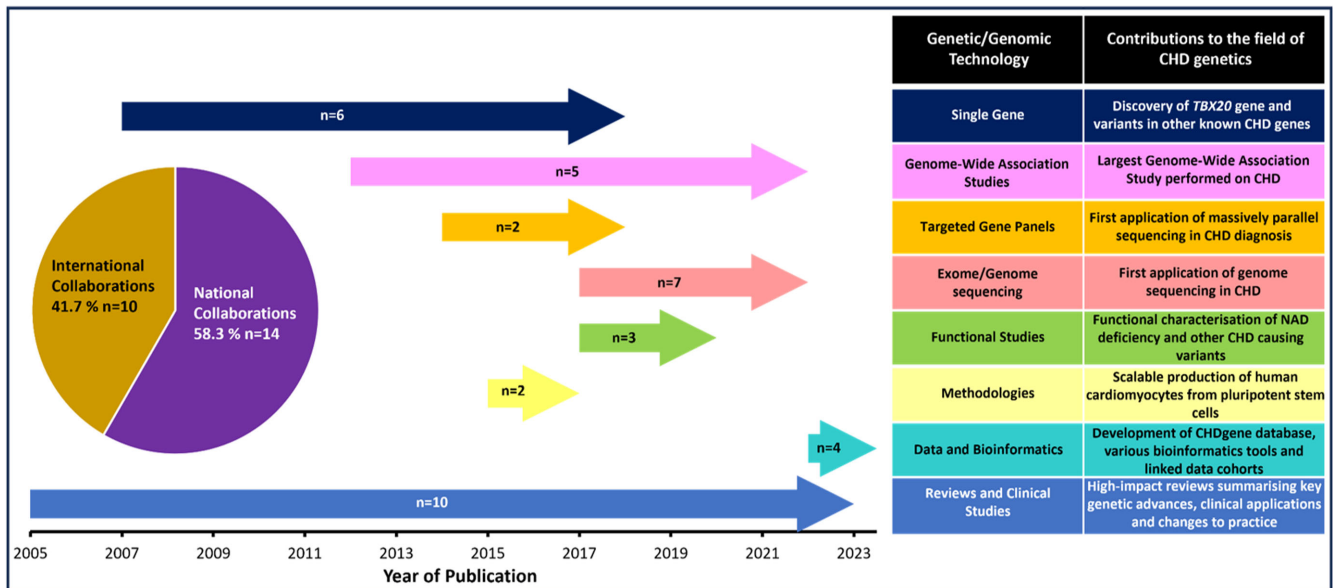 Genetic/Genomic
Technology
Contributions to the field of
CHD genetics
n=6
Single Gene
Discovery of TBX20 gene and
variants in other known CHD genes
n=5
Genome-Wide Association
Studies
Largest Genome-Wide Association
Study performed on CHD
n=2
Targeted Gene Panels
First application of massively parallel
sequencing in CHD diagnosis
International
Collaborations
41.7 % n=10
National
Collaborations
58.3 % n=14
n=7
Exome/Genome
sequencing
First application of genome
sequencing in CHD
n=3
Functional Studies
Functional characterisation of NAD
deficiency and other CHD causing
variants
n=2
Methodologies
Scalable production of human
cardiomyocytes from pluripotent stem
cells
n=4
Data and Bioinformatics
Development of CHDgene database,
various bioinformatics tools and
linked data cohorts
n=10
Reviews and Clinical
Studies
High-impact reviews summarising key
genetic advances, clinical applications
and changes to practice
2005 2007 2009 2011 2013 2015 2017 2019 2021 2023
Year of Publication